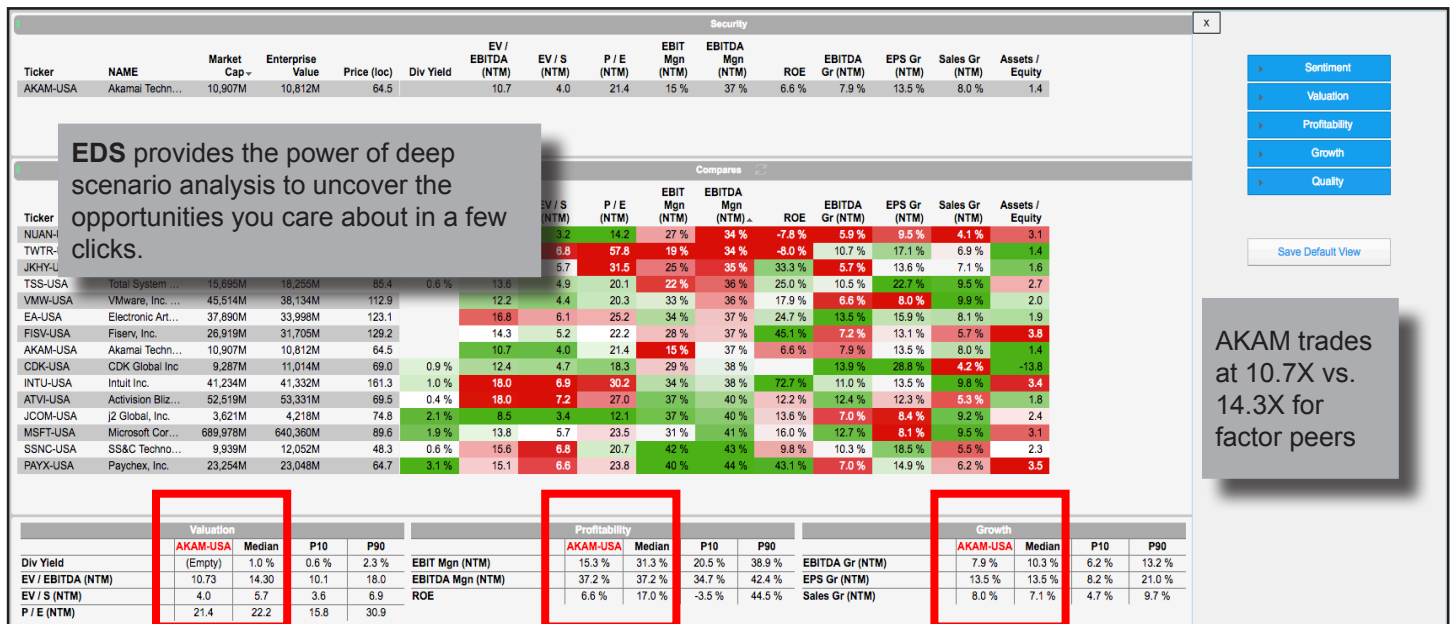 Security
X
Ticker NAME Market Cap Enterprise Value Price (loc) Div Yield EV / EBITDA (NTM) EV / S (NTM) P / E (NTM) EBIT Mgn (NTM) EBITDA Mgn (NTM) ROE EBITDA Gr (NTM) EPS Gr (NTM) Sales Gr (NTM) Assets / Equity
AKAM-USA Akamai Techn... 10,907M 10,812M 64.5 10.7 4.0 21.4 15 % 37 % 6.6 % 7.9 % 13.5 % 8.0 % 1.4
Sentiment
Valuation
Profitability
Growth
Quality
Save Default View
EDS provides the power of deep
scenario analysis to uncover the
opportunities you care about in a few
clicks.
Compares
Ticker EV / S (NTM) P / E (NTM) EBIT Mgn (NTM) EBITDA Mgn (NTM) ROE EBITDA Gr (NTM) EPS Gr (NTM) Sales Gr (NTM) Assets / Equity
NUAN- 3.2 14.2 27 % 34 % -7.8 % 5.9 % 9.5 % 4.1 % 3.1
TWTR- 6.8 57.8 19 % 34 % -8.0 % 10.7 % 17.1 % 6.9 % 1.4
JKHY-U 5.7 31.5 25 % 35 % 33.3 % 5.7 % 13.6 % 7.1 % 1.6
TSS-USA Total System ... 15,695M 18,255M 85.4 0.6 % 13.6 4.9 20.1 22 % 36 % 25.0 % 10.5 % 22.7 % 9.5 % 2.7
VMW-USA VMware, Inc. ... 45,514M 38,134M 112.9 12.2 4.4 20.3 33 % 36 % 17.9 % 6.6 % 8.0 % 9.9 % 2.0
EA-USA Electronic Art... 37,890M 33,998M 123.1 16.8 6.1 25.2 34 % 37 % 24.7 % 13.5 % 15.9 % 8.1 % 1.9
FISV-USA Fiserv, Inc. 26,919M 31,705M 129.2 14.3 5.2 22.2 28 % 37 % 45.1 % 7.2 % 13.1 % 5.7 % 3.8
AKAM-USA Akamai Techn... 10,907M 10,812M 64.5 10.7 4.0 21.4 15 % 37 % 6.6 % 7.9 % 13.5 % 8.0 % 1.4
CDK-USA CDK Global Inc 9,287M 11,014M 69.0 0.9 % 12.4 4.7 18.3 29 % 38 % 13.9 % 28.8 % 4.2 % -13.8
INTU-USA Intuit Inc. 41,234M 41,332M 161.3 1.0 % 18.0 6.9 30.2 34 % 38 % 72.7 % 11.0 % 13.5 % 9.8 % 3.4
ATVI-USA Activision Bliz... 52,519M 53,331M 69.5 0.4 % 18.0 7.2 27.0 37 % 40 % 12.2 % 12.4 % 12.3 % 5.3 % 1.8
JCOM-USA j2 Global, Inc. 3,621M 4,218M 74.8 2.1 % 8.5 3.4 12.1 37 % 40 % 13.6 % 7.0 % 8.4 % 9.2 % 2.4
MSFT-USA Microsoft Cor... 689,978M 640,360M 89.6 1.9 % 13.8 5.7 23.5 31 % 41 % 16.0 % 12.7 % 8.1 % 9.5 % 3.1
SSNC-USA SS&C Techno... 9,939M 12,052M 48.3 0.6 % 15.6 6.8 20.7 42 % 43 % 9.8 % 10.3 % 18.5 % 5.5 % 2.3
PAYX-USA Paychex, Inc. 23,254M 23,048M 64.7 3.1 % 15.1 6.6 23.8 40 % 44 % 43.1 % 7.0 % 14.9 % 6.2 % 3.5
AKAM trades
at 10.7X vs.
14.3X for
factor peers
Valuation Profitability Growth
AKAM-USA Median P10 P90 AKAM-USA Median P10 P90 AKAM-USA Median P10 P90
Div Yield (Empty) 1.0 % 0.6 % 2.3 % EBIT Mgn (NTM) 15.3 % 31.3 % 20.5 % 38.9 % EBITDA Gr (NTM) 7.9 % 10.3 % 6.2 % 13.2 %
EV / EBITDA (NTM) 10.73 14.30 10.1 18.0 EBITDA Mgn (NTM) 37.2 % 37.2 % 34.7 % 42.4 % EPS Gr (NTM) 13.5 % 13.5 % 8.2 % 21.0 %
EV / S (NTM) 4.0 5.7 3.6 6.9 ROE 6.6 % 17.0 % -3.5 % 44.5 % Sales Gr (NTM) 8.0 % 7.1 % 4.7 % 9.7 %
P / E (NTM) 21.4 22.2 15.8 30.9